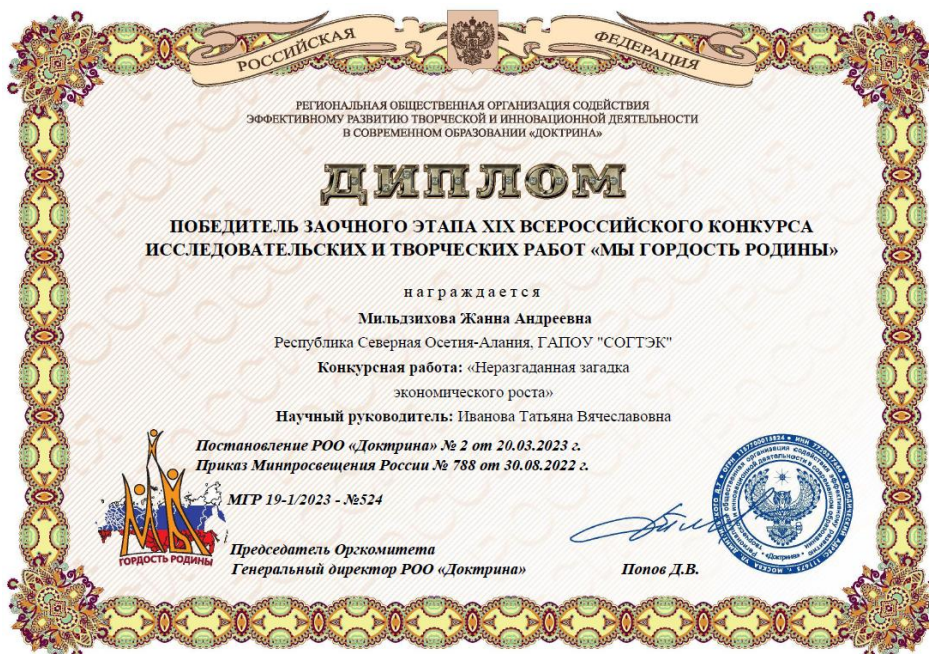 РОССИЙСКАЯ ФЕДЕРАЦИЯ
РЕГИОНАЛЬНАЯ ОБЩЕСТВЕННАЯ ОРГАНИЗАЦИЯ СОДЕЙСТВИЯ
ЭФФЕКТИВНОМУ РАЗВИТИЮ ТВОРЧЕСКОЙ И ИННОВАЦИОННОЙ ДЕЯТЕЛЬНОСТИ
В СОВРЕМЕННОМ ОБРАЗОВАНИИ «ДОКТРИНА»
ДИПЛОМ
ПОБЕДИТЕЛЬ ЗАОЧНОГО ЭТАПА XIX ВСЕРОССИЙСКОГО КОНКУРСА
ИССЛЕДОВАТЕЛЬСКИХ И ТВОРЧЕСКИХ РАБОТ «МЫ ГОРДОСТЬ РОДИНЫ»
награждается
Мильдзихова Жанна Андреевна
Республика Северная Осетия-Алания, ГАПОУ "СОГТЭК"
Конкурсная работа: «Неразгаданная загадка
экономического роста»
Научный руководитель: Иванова Татьяна Вячеславовна
Постановление РОО «Доктрина» № 2 от 20.03.2023 г.
Приказ Минпросвещения России № 788 от 30.08.2022 г.
МГР 19-1/2023 - №524
ГОРДОСТЬ РОДИНЫ
Председатель Оргкомитета
Генеральный директор РОО «Доктрина» Попов Д.В.
«Доктрина»